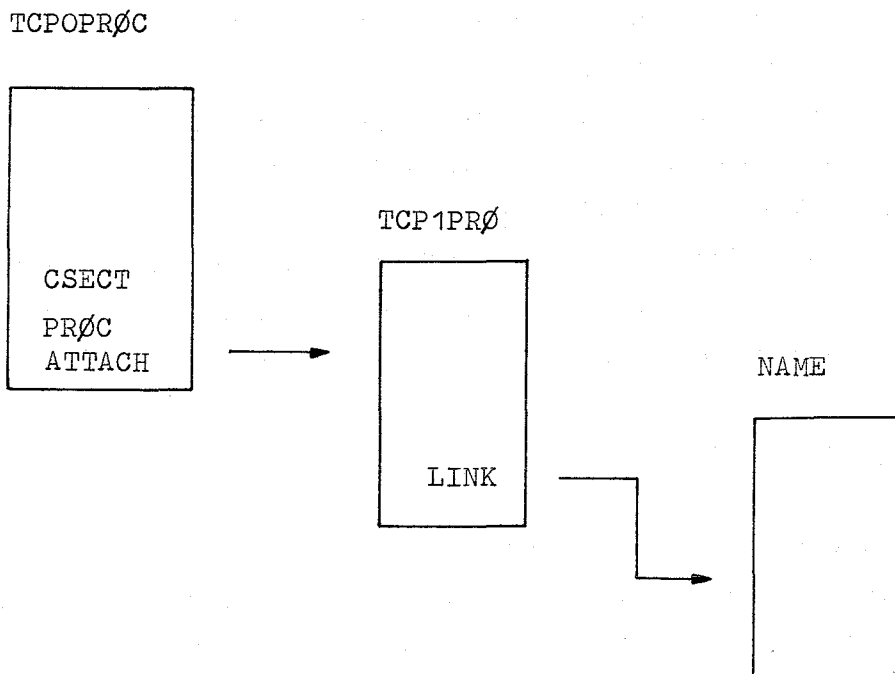 TCPOPRØC
CSECT
PRØC
ATTACH
TCP1PRØ
LINK
NAME